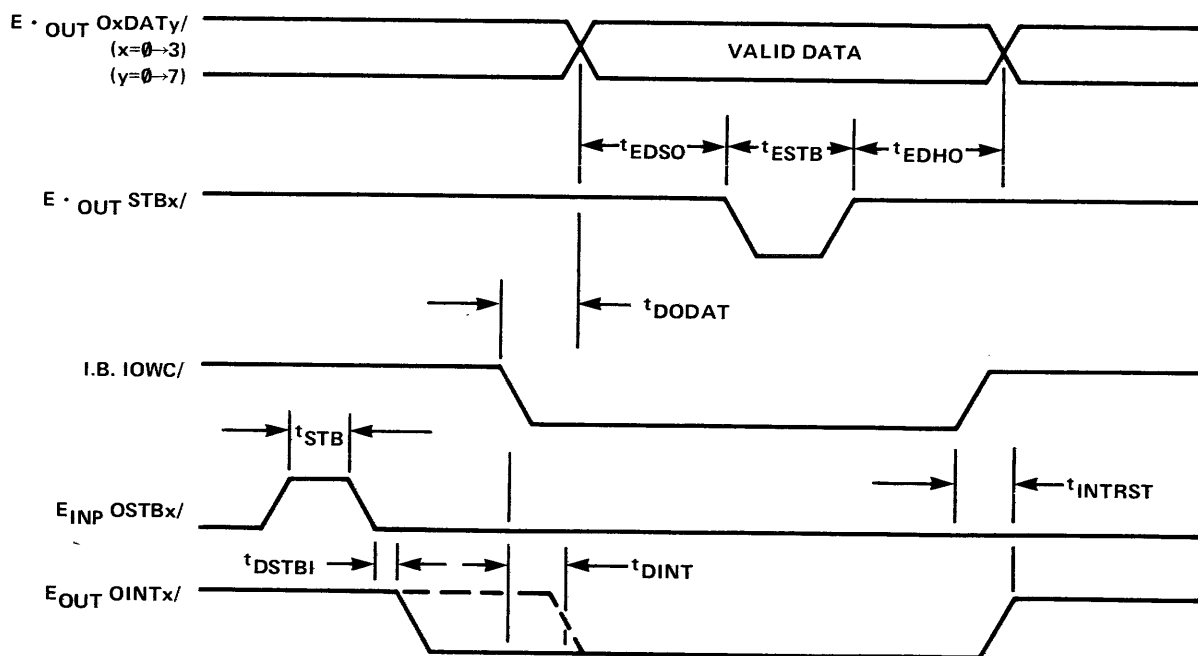 E · OUT OxDATy/
(x=0→3)
(y=0→7)
VALID DATA
tEDSO
tESTB
tEDHO
E · OUT STBx/
tDODAT
I.B. IOWC/
tSTB
tINTRST
EINP OSTBx/
tDSTBI
tDINT
EOUT OINTx/